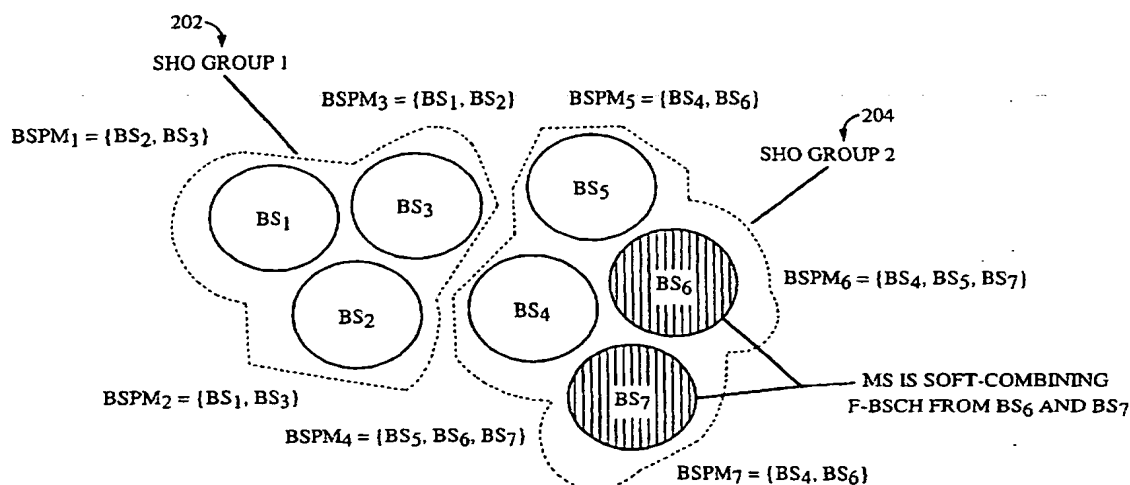 202
SHO GROUP 1
BSPM3 = {BS1, BS2}
BSPM5 = {BS4, BS6}
204
BSPM1 = {BS2, BS3}
SHO GROUP 2
BS1
BS3
BS5
BS2
BS4
BS6
BSPM6 = {BS4, BS5, BS7}
BS7
MS IS SOFT-COMBINING
F-BSCH FROM BS6 AND BS7
BSPM2 = {BS1, BS3}
BSPM4 = {BS5, BS6, BS7}
BSPM7 = {BS4, BS6}